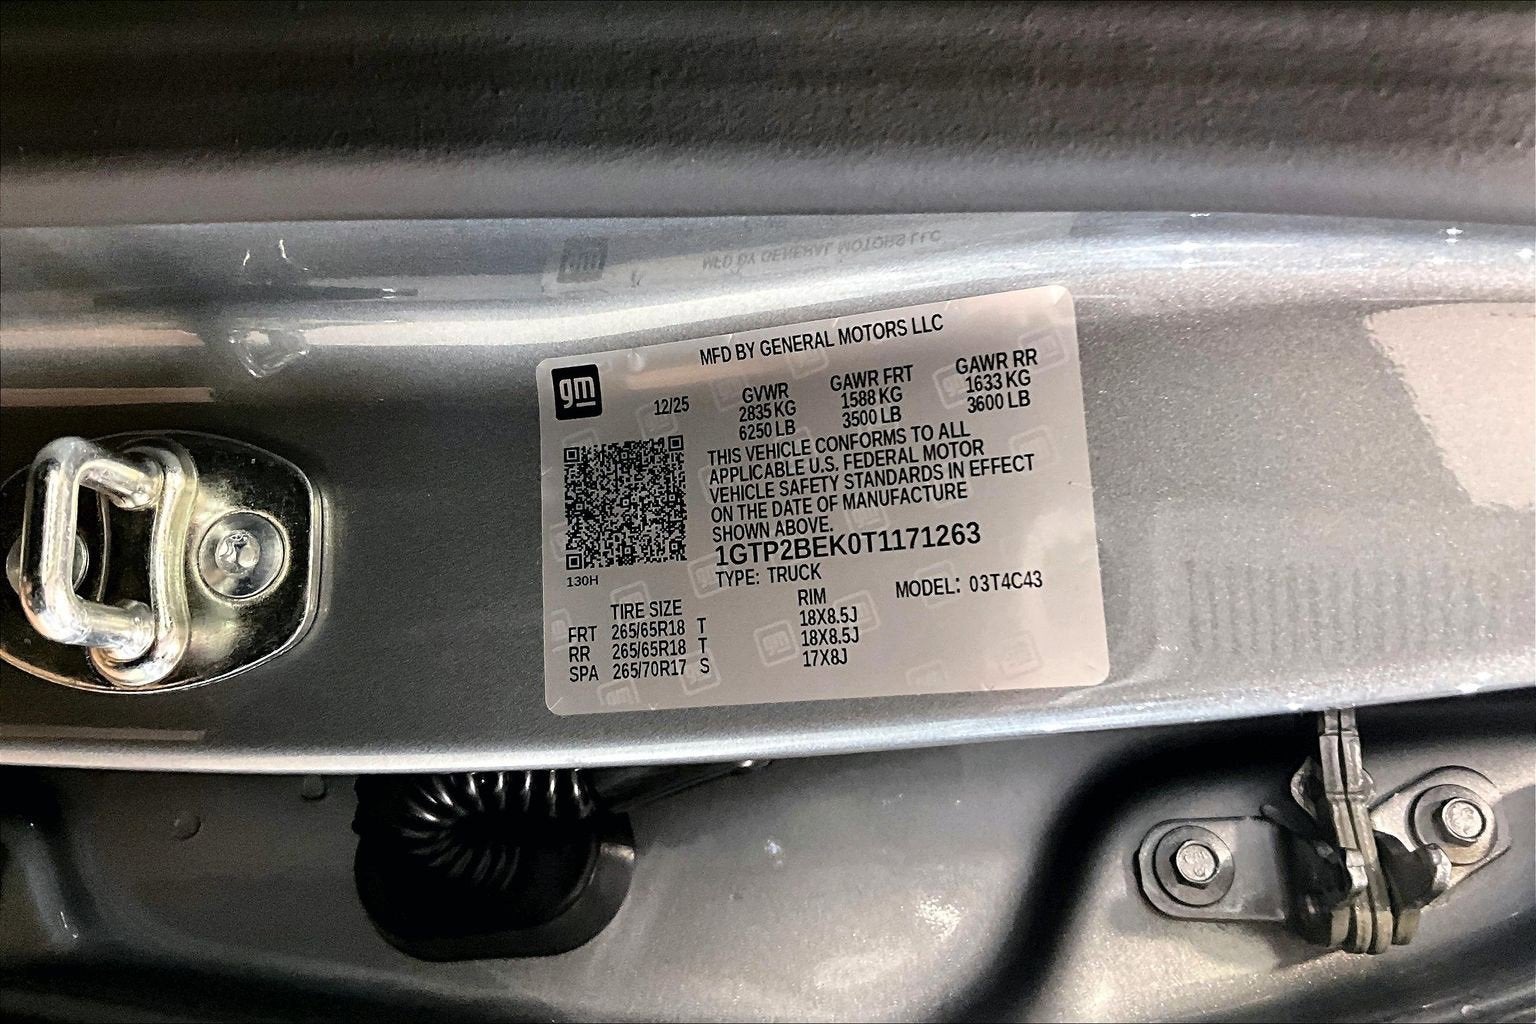 MFD BY GENERAL MOTORS LLC
gm
12/25
GVWR GAWR FRT GAWR RR
2835 KG 1588 KG 1633 KG
6250 LB 3500 LB 3600 LB
THIS VEHICLE CONFORMS TO ALL
APPLICABLE U.S. FEDERAL MOTOR
VEHICLE SAFETY STANDARDS IN EFFECT
ON THE DATE OF MANUFACTURE
SHOWN ABOVE.
1GTP2BEK0T1171263
130H
TYPE: TRUCK MODEL: 03T4C43
TIRE SIZE RIM
FRT 265/65R18 T 18X8.5J
RR 265/65R18 T 18X8.5J
SPA 265/70R17 S 17X8J